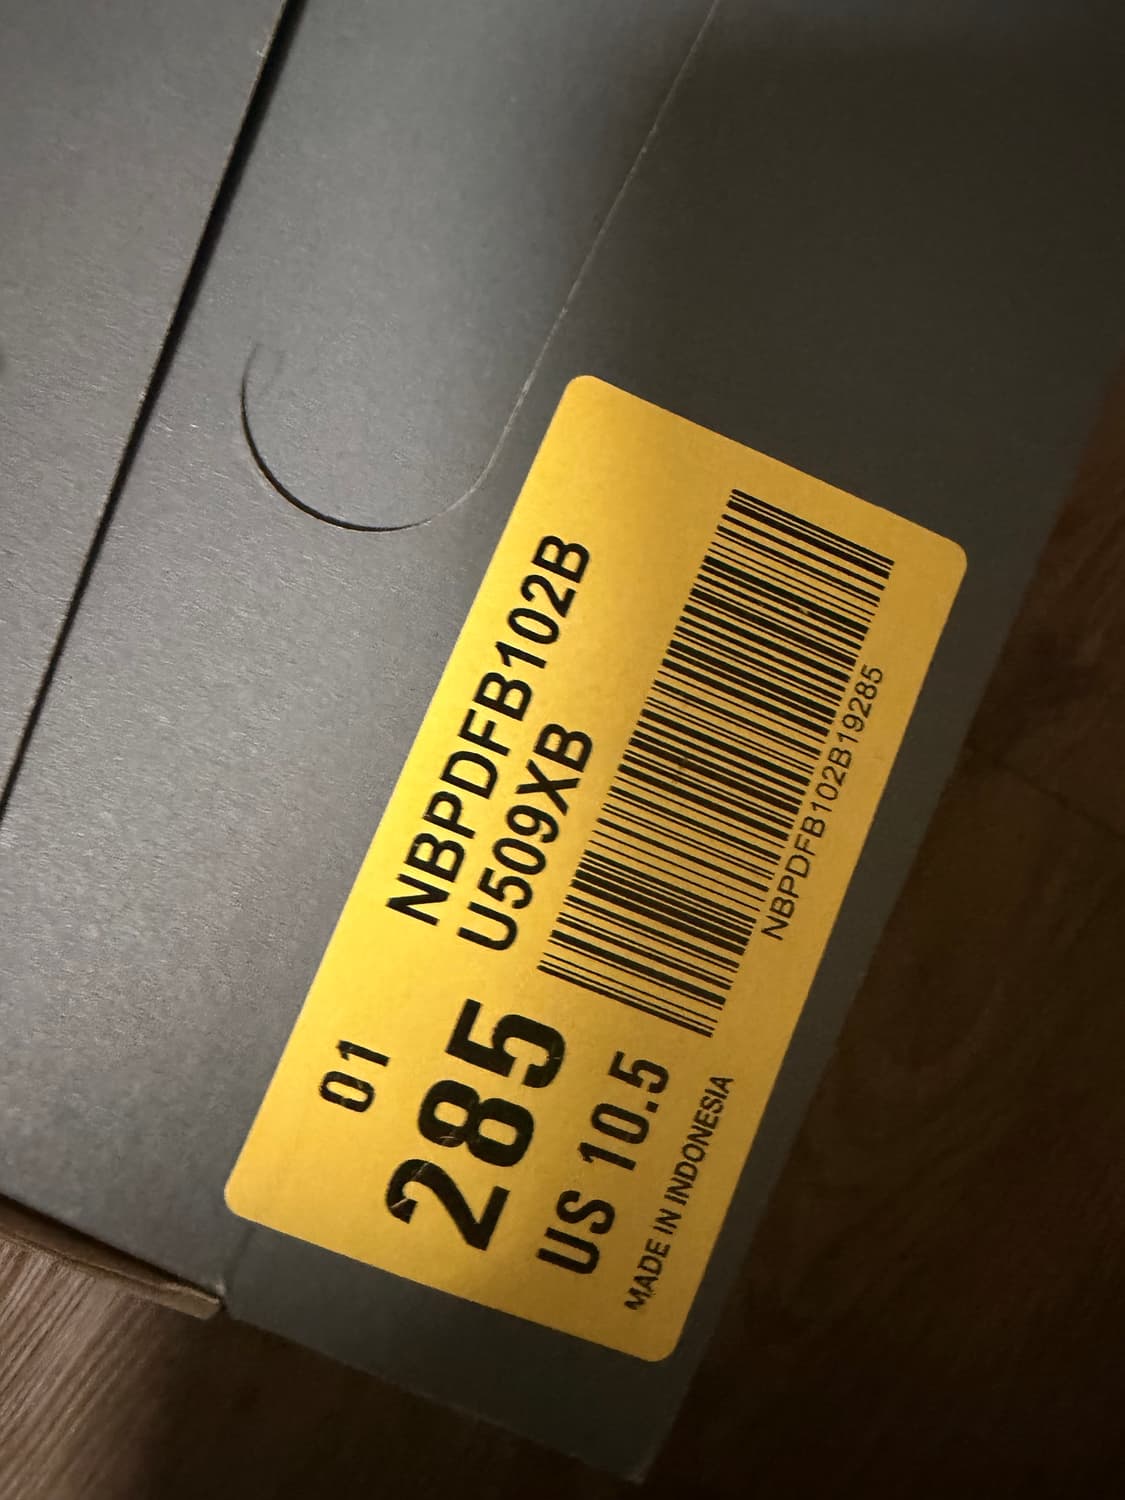 NBPDFB102B
U509XB
NBPDFB102B19285
01
285
US 10.5
MADE IN INDONESIA